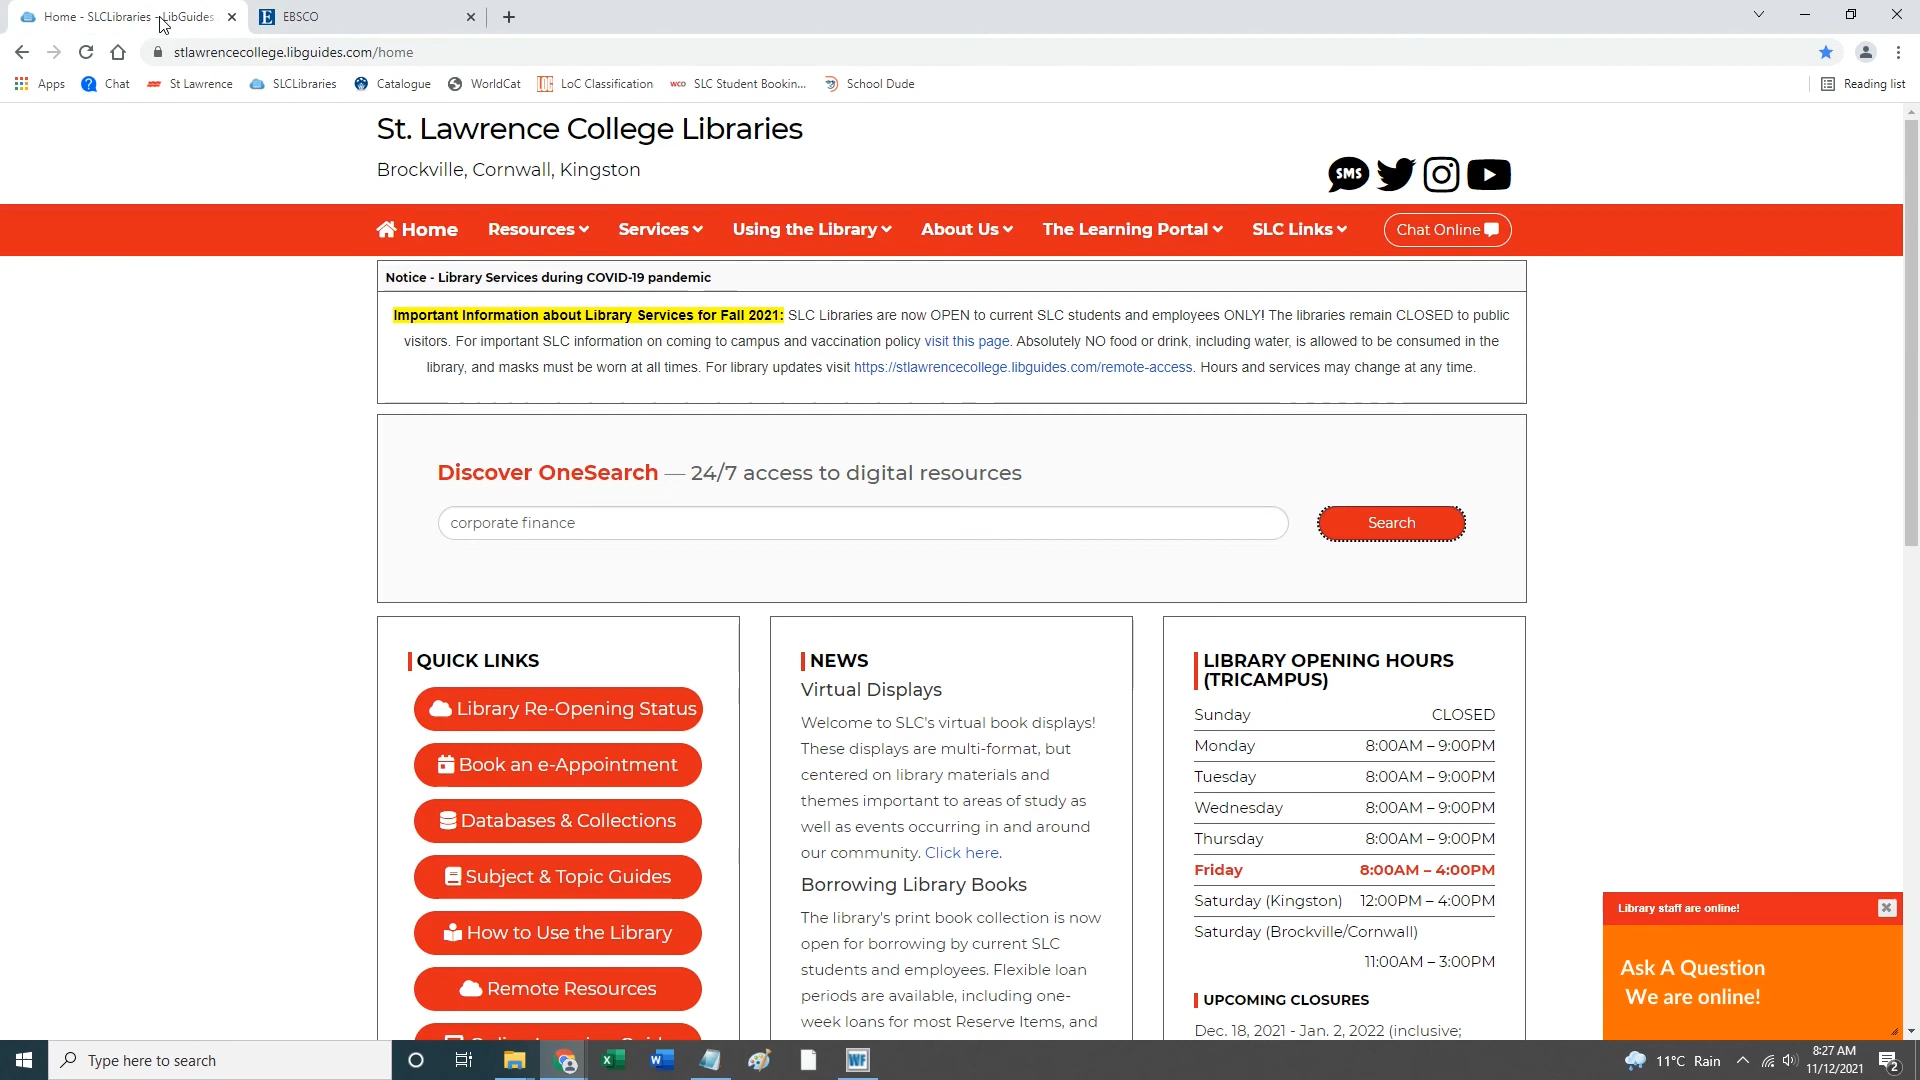 Home - SLCLibraries - LibGuides
EBSCO
stlawrencecollege.libguides.com/home
Apps
Chat
St Lawrence
SLCLibraries
Catalogue
WorldCat
LoC Classification
WCO SLC Student Bookin...
School Dude
Reading list
St. Lawrence College Libraries
Brockville, Cornwall, Kingston
SMS
Home
Resources
Services
Using the Library
About Us
The Learning Portal
SLC Links
Chat Online
Notice - Library Services during COVID-19 pandemic
Important Information about Library Services for Fall 2021: SLC Libraries are now OPEN to current SLC students and employees ONLY! The libraries remain CLOSED to public
visitors. For important SLC information on coming to campus and vaccination policy visit this page. Absolutely NO food or drink, including water, is allowed to be consumed in the
library, and masks must be worn at all times. For library updates visit https://stlawrencecollege.libguides.com/remote-access. Hours and services may change at any time.
Discover OneSearch — 24/7 access to digital resources
corporate finance
Search
QUICK LINKS
Library Re-Opening Status
Book an e-Appointment
Databases & Collections
Subject & Topic Guides
How to Use the Library
Remote Resources
NEWS
Virtual Displays
Welcome to SLC's virtual book displays!
These displays are multi-format, but
centered on library materials and
themes important to areas of study as
well as events occurring in and around
our community. Click here.
Borrowing Library Books
The library's print book collection is now
open for borrowing by current SLC
students and employees. Flexible loan
periods are available, including one-
week loans for most Reserve Items, and
LIBRARY OPENING HOURS
(TRICAMPUS)
Sunday CLOSED
Monday 8:00AM – 9:00PM
Tuesday 8:00AM – 9:00PM
Wednesday 8:00AM – 9:00PM
Thursday 8:00AM – 9:00PM
Friday 8:00AM – 4:00PM
Saturday (Kingston) 12:00PM – 4:00PM
Saturday (Brockville/Cornwall)
11:00AM – 3:00PM
UPCOMING CLOSURES
Dec. 18, 2021 - Jan. 2, 2022 (inclusive;
Library staff are online!
Ask A Question
We are online!
Type here to search
WF
11°C Rain
8:27 AM
11/12/2021
2